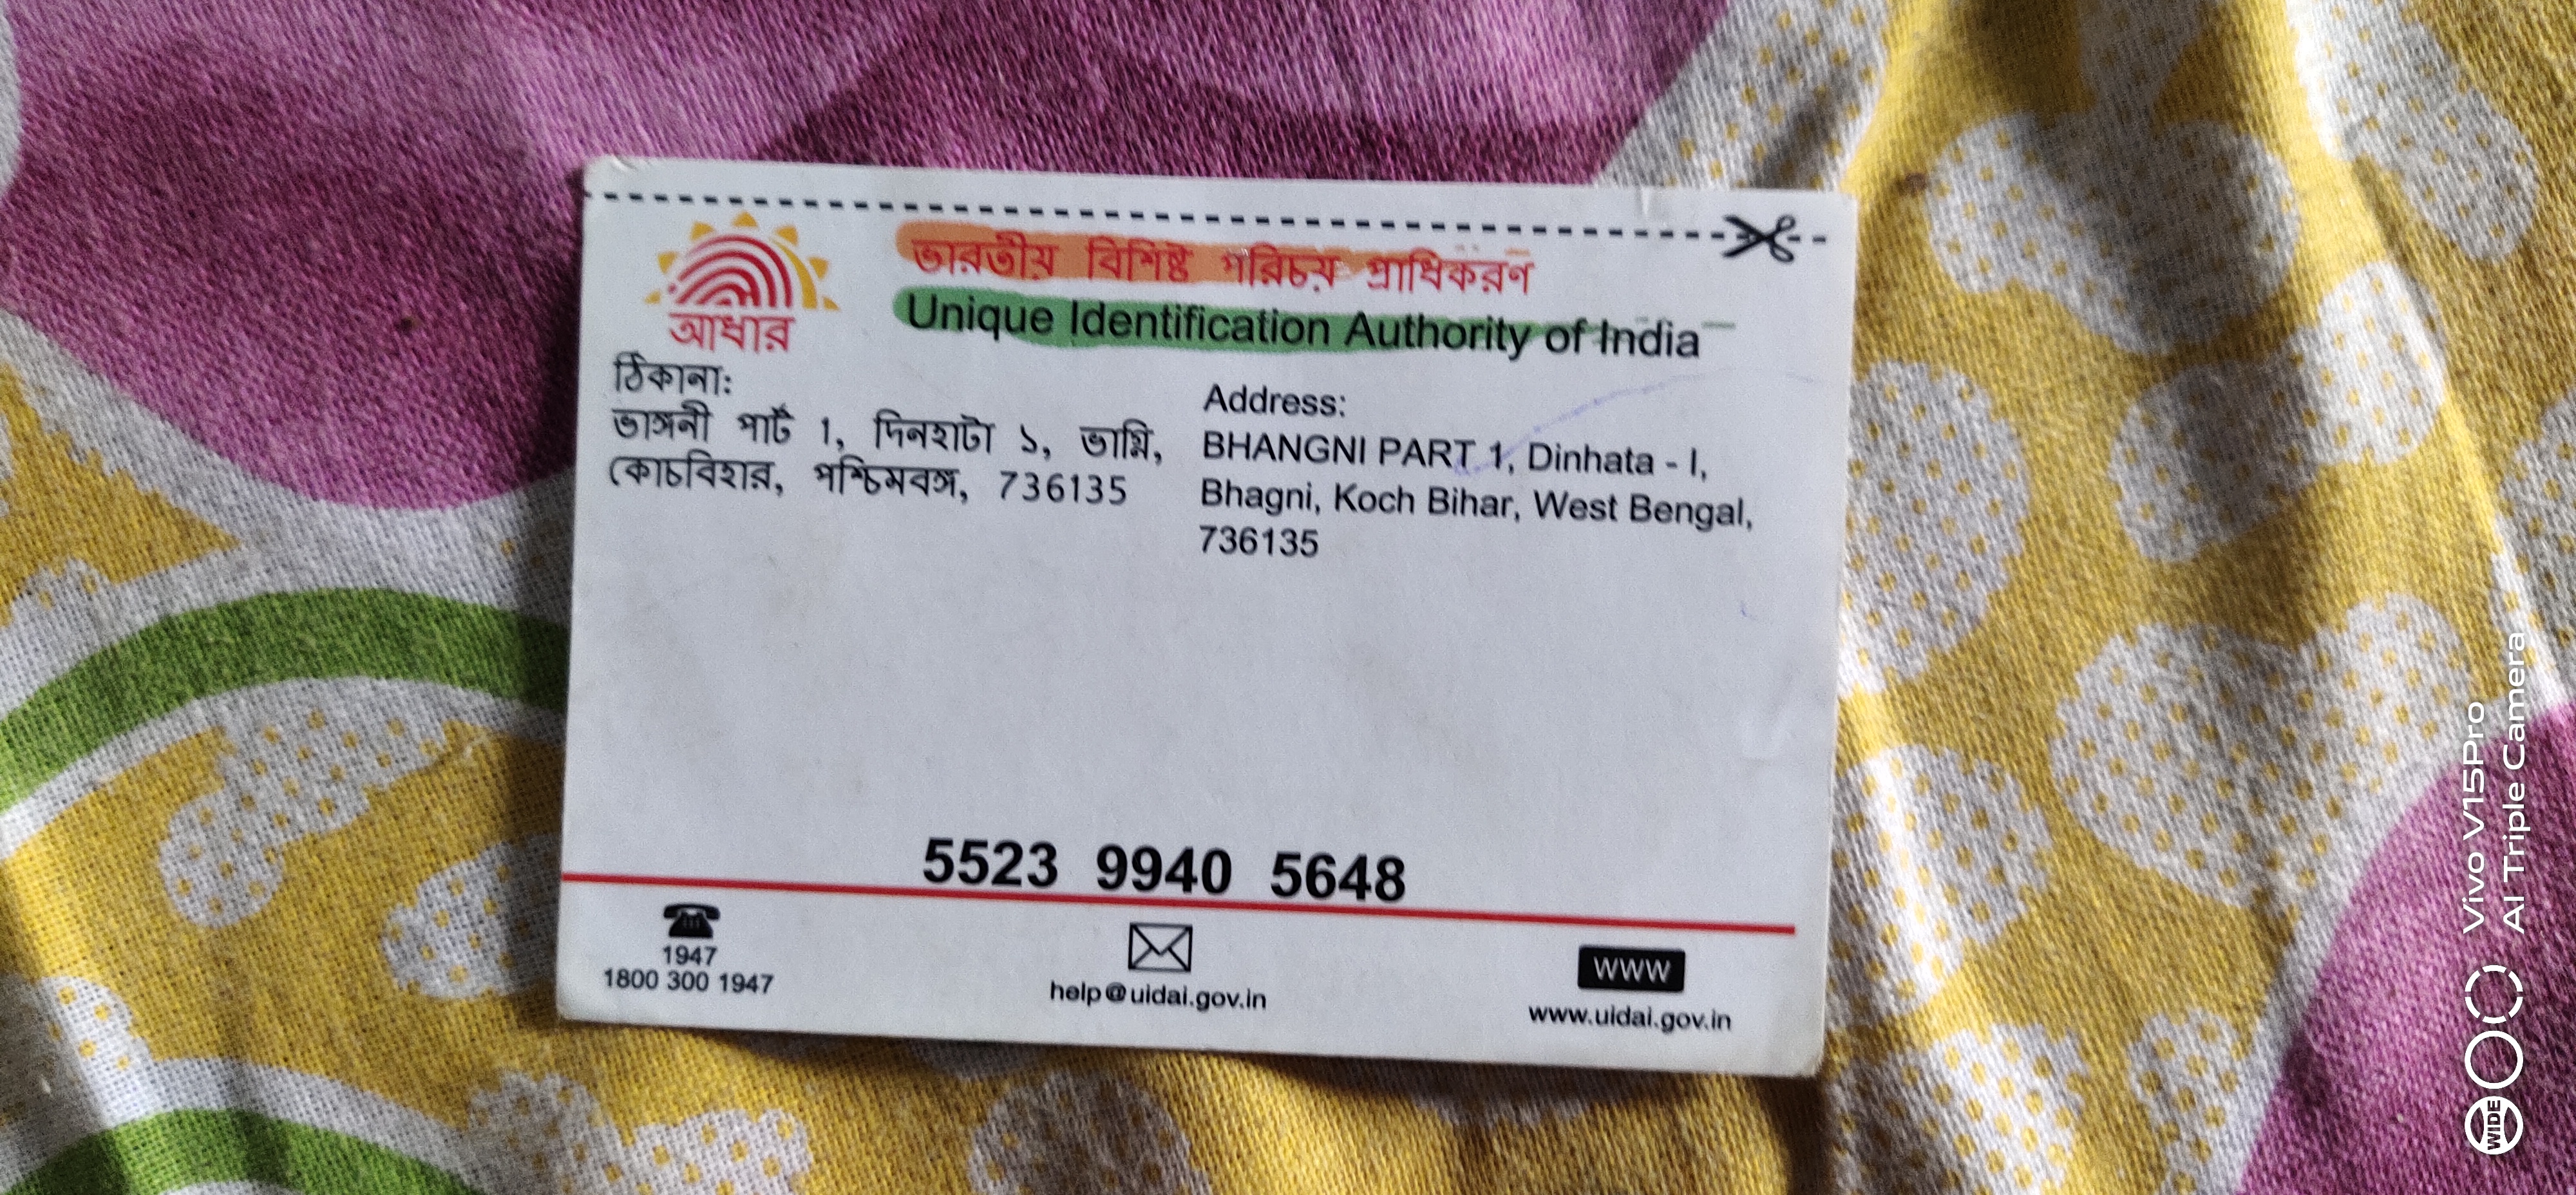 ভারতীয় বিশিষ্ট পরিচয় প্রাধিকরণ
Unique Identification Authority of India
আধার
ঠিকানা:
ভাঙ্গনী পার্ট 1, দিনহাটা ১, ভাগ্নি,
কোচবিহার, পশ্চিমবঙ্গ, 736135
Address:
BHANGNI PART 1, Dinhata - I,
Bhagni, Koch Bihar, West Bengal,
736135
5523 9940 5648
1947
1800 300 1947
help@uidai.gov.in
WWW
www.uidai.gov.in
Vivo V15Pro
AI Triple Camera
WIDE